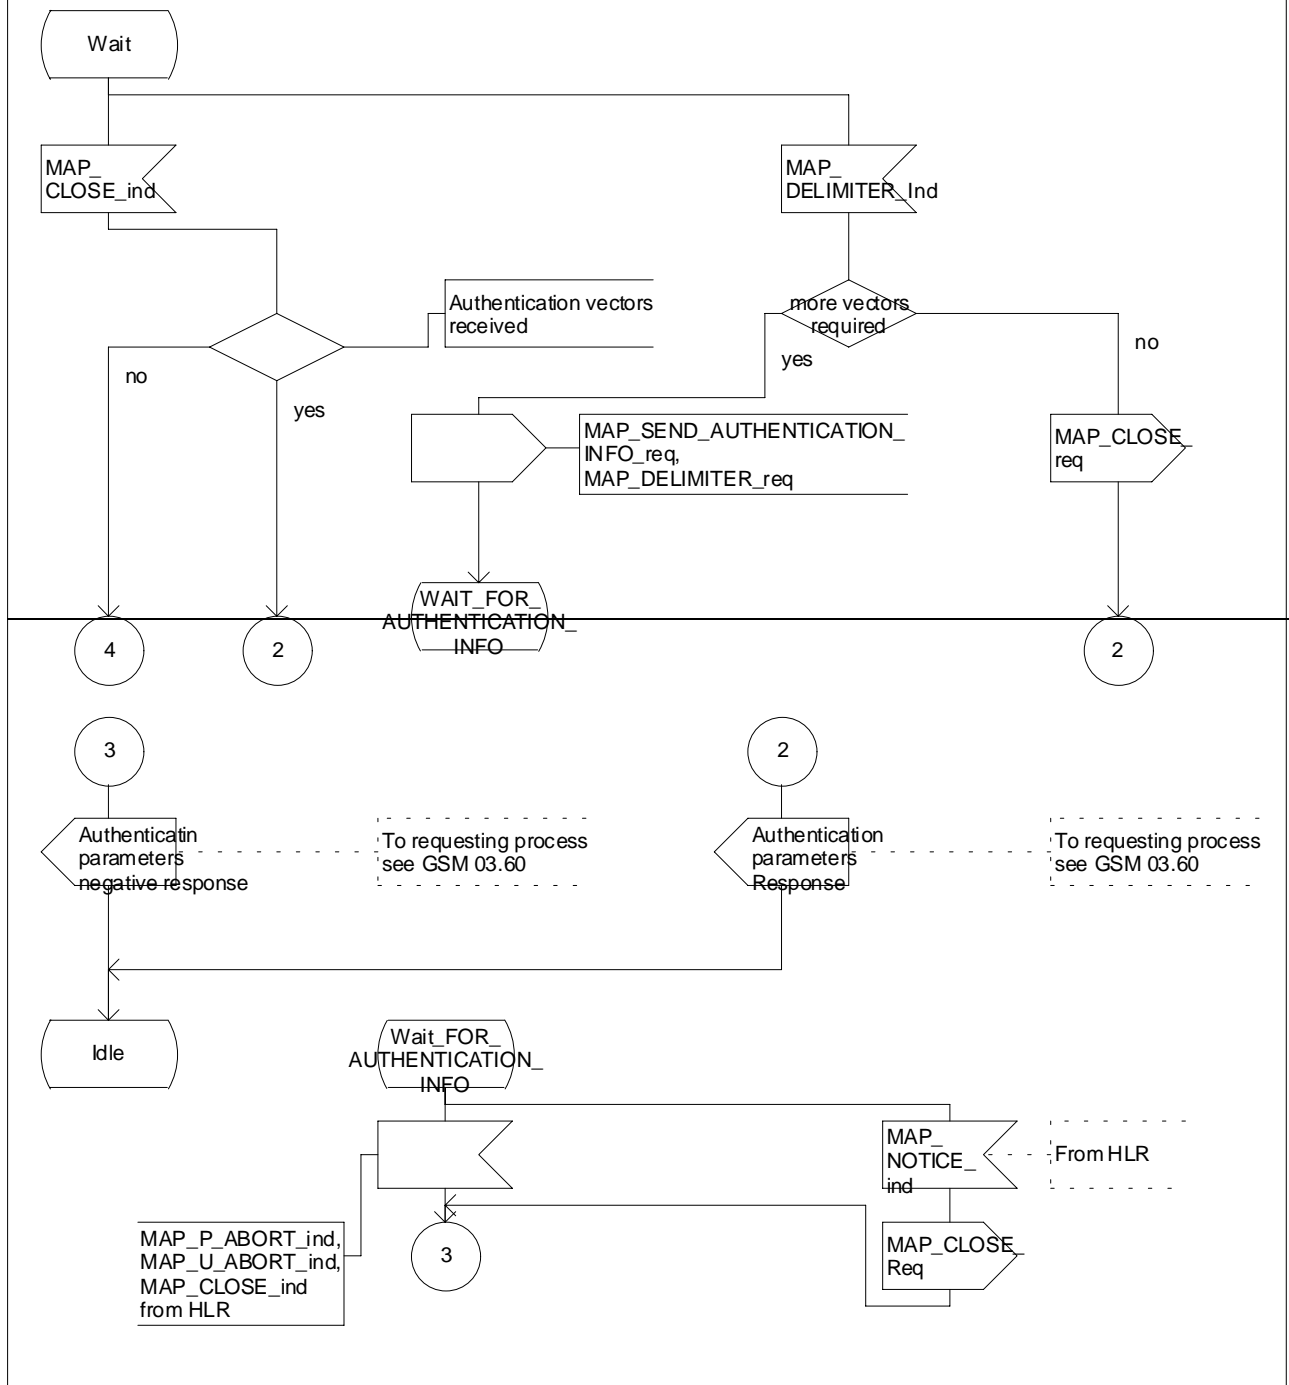 Wait
MAP_
CLOSE_ind
MAP_
DELIMITER_Ind
Authentication vectors
received
more vectors
required
no
yes
yes
no
MAP_SEND_AUTHENTICATION_
INFO_req,
MAP_DELIMITER_req
MAP_CLOSE_
req
WAIT_FOR_
AUTHENTICATION_
INFO
4
2
2
3
2
Authenticatin
parameters
negative response
To requesting process
see GSM 03.60
Authentication
parameters
Response
To requesting process
see GSM 03.60
Idle
Wait_FOR_
AUTHENTICATION_
INFO
MAP_
NOTICE_
ind
From HLR
MAP_P_ABORT_ind,
MAP_U_ABORT_ind,
MAP_CLOSE_ind
from HLR
3
MAP_CLOSE_
Req